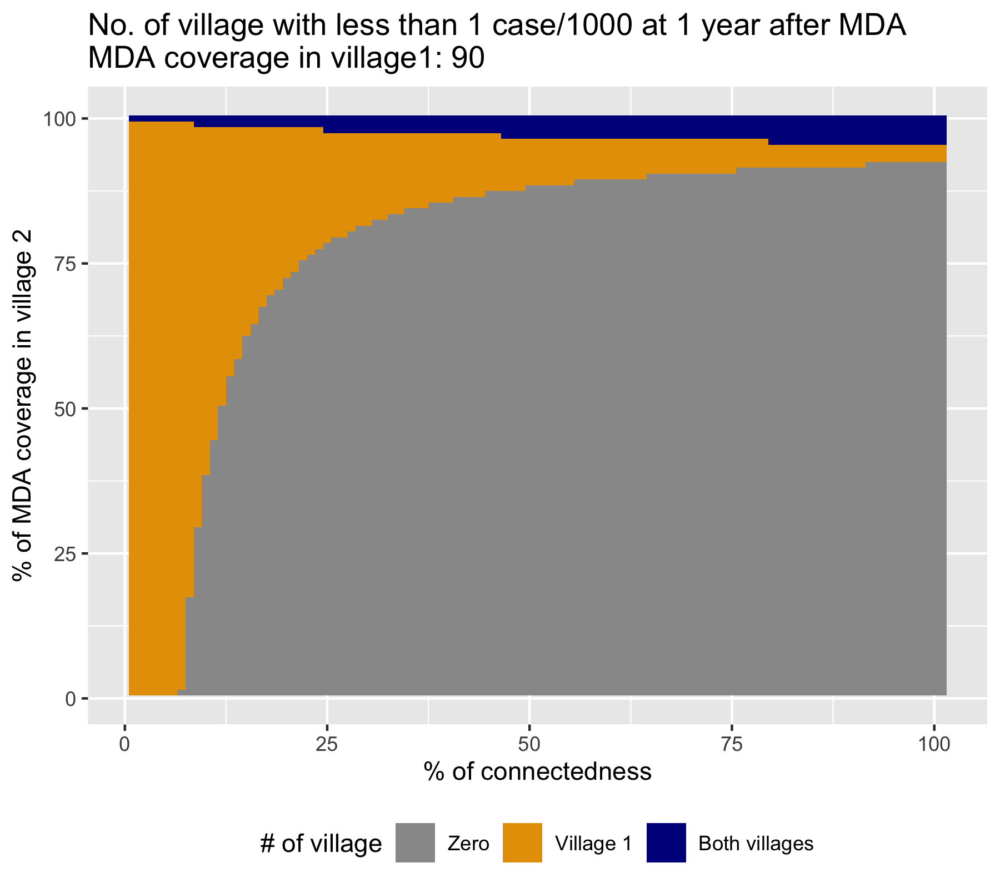 No. of village with less than 1 case/1000 at 1 year after MDA
MDA coverage in village1: 90
% of MDA coverage in village 2
100
75
50
25
0
0 25 50 75 100
% of connectedness
# of village Zero Village 1 Both villages